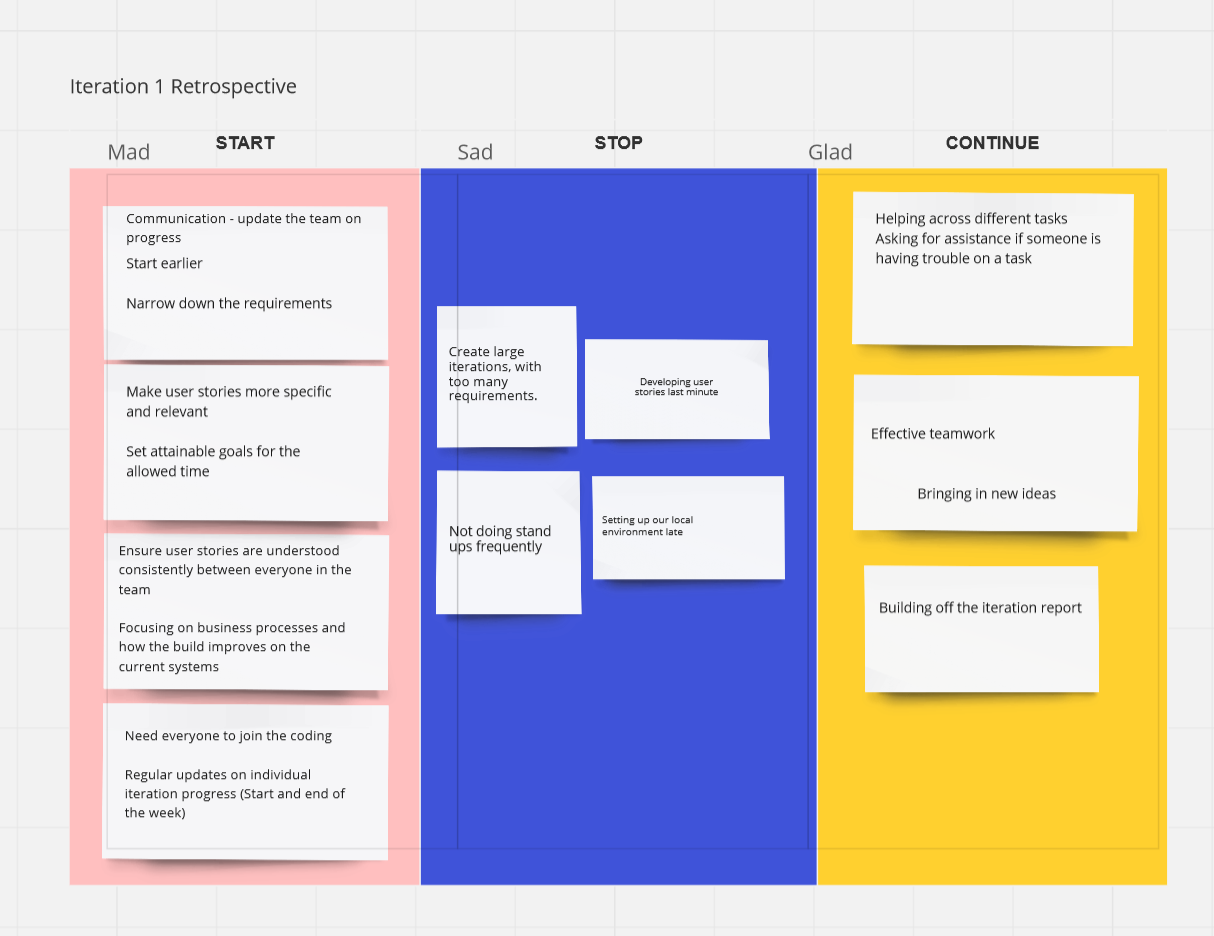 Iteration 1 Retrospective
Mad
START
Sad
STOP
Glad
CONTINUE
Communication - update the team on
progress
Start earlier
Narrow down the requirements
Make user stories more specific
and relevant
Set attainable goals for the
allowed time
Ensure user stories are understood
consistently between everyone in the
team
Focusing on business processes and
how the build improves on the
current systems
Need everyone to join the coding
Regular updates on individual
iteration progress (Start and end of
the week)
Create large
iterations, with
too many
requirements.
Developing user
stories last minute
Not doing stand
ups frequently
Setting up our local
environment late
Helping across different tasks
Asking for assistance if someone is
having trouble on a task
Effective teamwork
Bringing in new ideas
Building off the iteration report